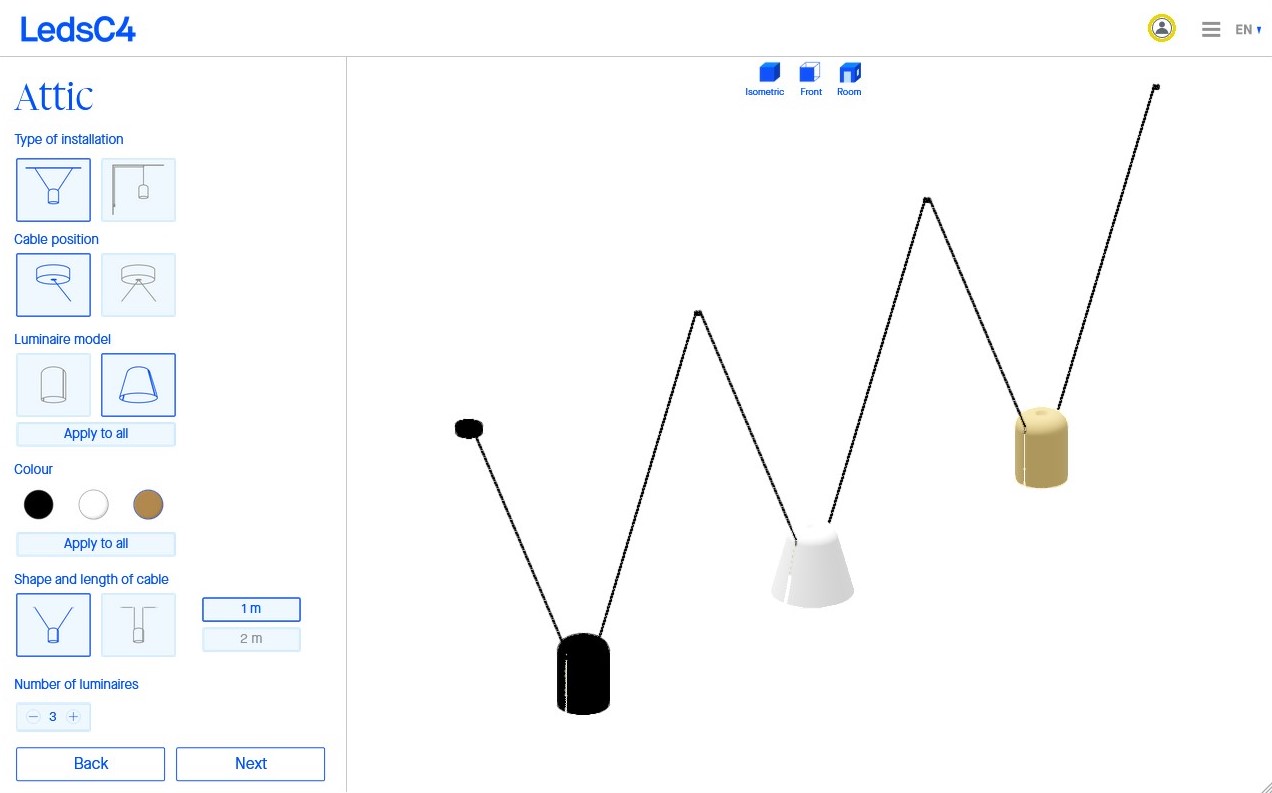 LedsC4
EN
Attic
Type of installation
Cable position
Luminaire model
Apply to all
Colour
Apply to all
Shape and length of cable
1 m
2 m
Number of luminaires
− 3 +
Back
Next
Isometric
Front
Room